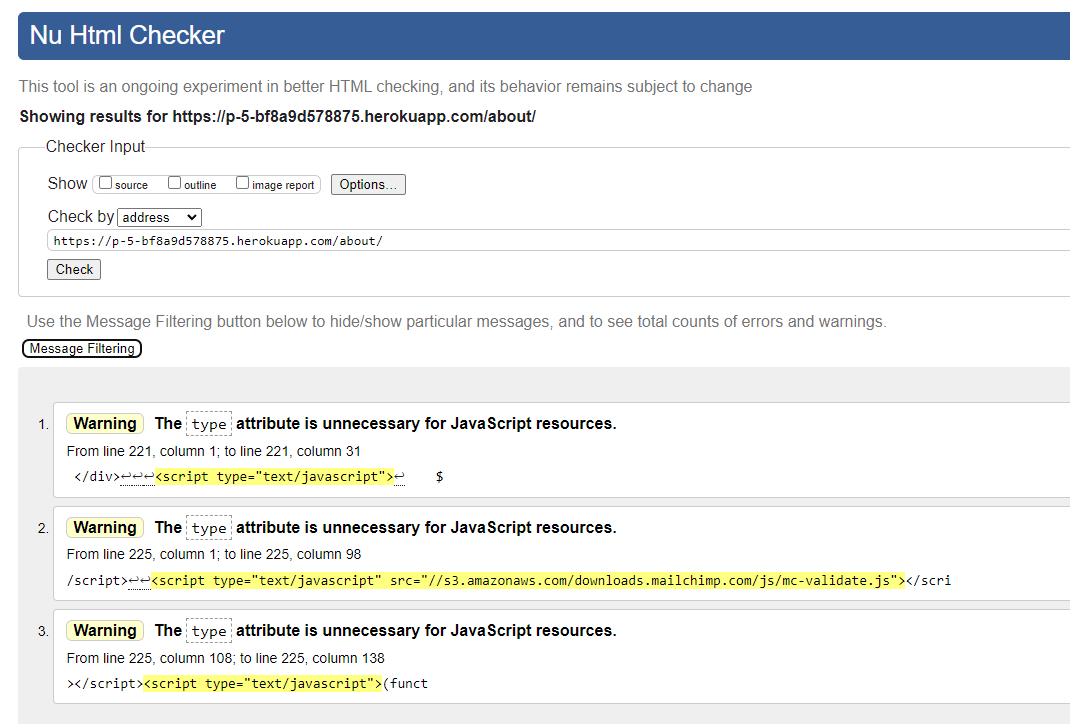 Nu Html Checker
This tool is an ongoing experiment in better HTML checking, and its behavior remains subject to change
Showing results for https://p-5-bf8a9d578875.herokuapp.com/about/
Checker Input
Show source outline image report Options...
Check by address
https://p-5-bf8a9d578875.herokuapp.com/about/
Check
Use the Message Filtering button below to hide/show particular messages, and to see total counts of errors and warnings.
Message Filtering
1. Warning The type attribute is unnecessary for JavaScript resources.
From line 221, column 1; to line 221, column 31
</div>↩↩↩<script type="text/javascript">↩ $
2. Warning The type attribute is unnecessary for JavaScript resources.
From line 225, column 1; to line 225, column 98
/script>↩↩<script type="text/javascript" src="//s3.amazonaws.com/downloads.mailchimp.com/js/mc-validate.js"></scri
3. Warning The type attribute is unnecessary for JavaScript resources.
From line 225, column 108; to line 225, column 138
></script><script type="text/javascript">(funct